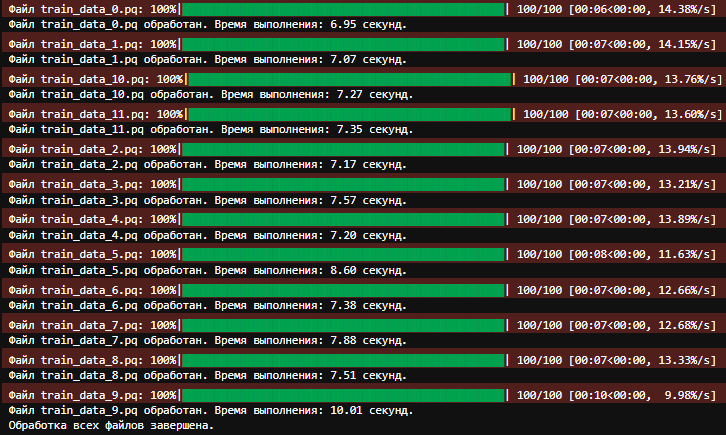 Файл train_data_0.pq: 100%| | 100/100 [00:06<00:00, 14.38%/s]
Файл train_data_0.pq обработан. Время выполнения: 6.95 секунд.
Файл train_data_1.pq: 100%| | 100/100 [00:07<00:00, 14.15%/s]
Файл train_data_1.pq обработан. Время выполнения: 7.07 секунд.
Файл train_data_10.pq: 100%| | 100/100 [00:07<00:00, 13.76%/s]
Файл train_data_10.pq обработан. Время выполнения: 7.27 секунд.
Файл train_data_11.pq: 100%| | 100/100 [00:07<00:00, 13.60%/s]
Файл train_data_11.pq обработан. Время выполнения: 7.35 секунд.
Файл train_data_2.pq: 100%| | 100/100 [00:07<00:00, 13.94%/s]
Файл train_data_2.pq обработан. Время выполнения: 7.17 секунд.
Файл train_data_3.pq: 100%| | 100/100 [00:07<00:00, 13.21%/s]
Файл train_data_3.pq обработан. Время выполнения: 7.57 секунд.
Файл train_data_4.pq: 100%| | 100/100 [00:07<00:00, 13.89%/s]
Файл train_data_4.pq обработан. Время выполнения: 7.20 секунд.
Файл train_data_5.pq: 100%| | 100/100 [00:08<00:00, 11.63%/s]
Файл train_data_5.pq обработан. Время выполнения: 8.60 секунд.
Файл train_data_6.pq: 100%| | 100/100 [00:07<00:00, 12.66%/s]
Файл train_data_6.pq обработан. Время выполнения: 7.38 секунд.
Файл train_data_7.pq: 100%| | 100/100 [00:07<00:00, 12.68%/s]
Файл train_data_7.pq обработан. Время выполнения: 7.88 секунд.
Файл train_data_8.pq: 100%| | 100/100 [00:07<00:00, 13.33%/s]
Файл train_data_8.pq обработан. Время выполнения: 7.51 секунд.
Файл train_data_9.pq: 100%| | 100/100 [00:10<00:00, 9.98%/s]
Файл train_data_9.pq обработан. Время выполнения: 10.01 секунд.
Обработка всех файлов завершена.